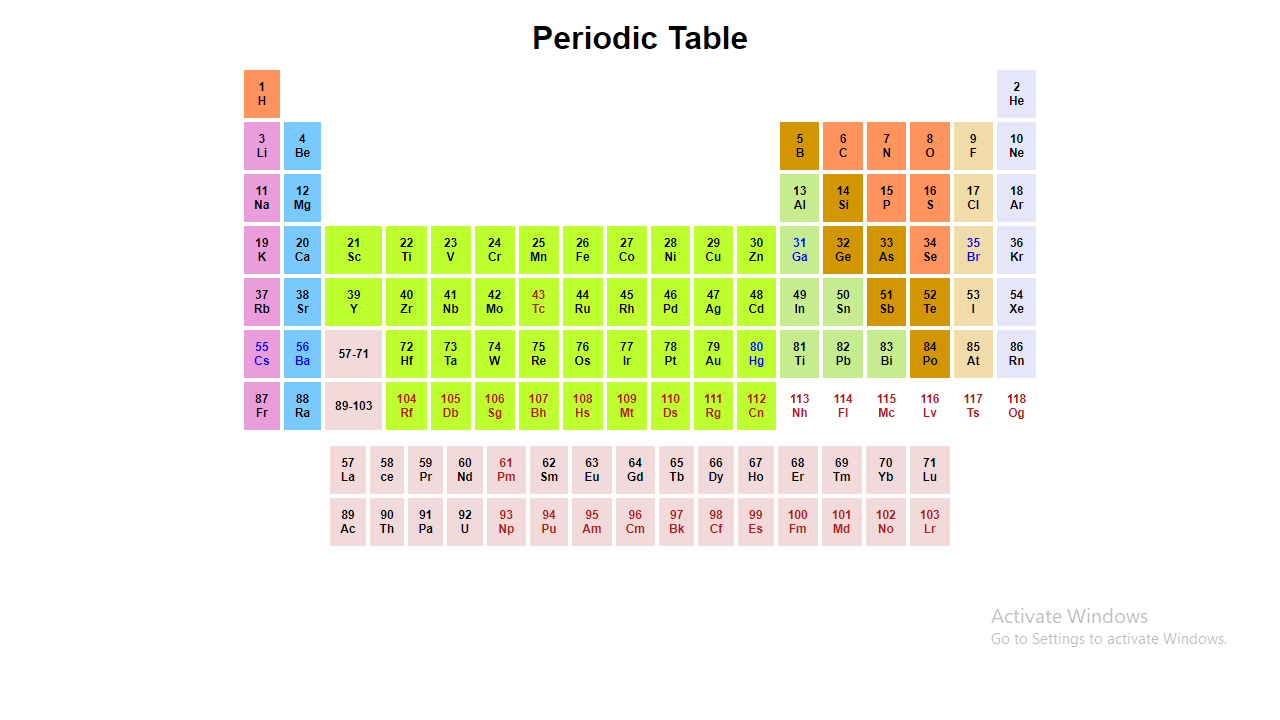 Periodic Table
1 2
H He
3 4 5 6 7 8 9 10
Li Be B C N O F Ne
11 12 13 14 15 16 17 18
Na Mg Al Si P S Cl Ar
19 20 21 22 23 24 25 26 27 28 29 30 31 32 33 34 35 36
K Ca Sc Ti V Cr Mn Fe Co Ni Cu Zn Ga Ge As Se Br Kr
37 38 39 40 41 42 43 44 45 46 47 48 49 50 51 52 53 54
Rb Sr Y Zr Nb Mo Tc Ru Rh Pd Ag Cd In Sn Sb Te I Xe
55 56 57-71 72 73 74 75 76 77 78 79 80 81 82 83 84 85 86
Cs Ba Hf Ta W Re Os Ir Pt Au Hg Ti Pb Bi Po At Rn
87 88 89-103 104 105 106 107 108 109 110 111 112 113 114 115 116 117 118
Fr Ra Rf Db Sg Bh Hs Mt Ds Rg Cn Nh Fl Mc Lv Ts Og
57 58 59 60 61 62 63 64 65 66 67 68 69 70 71
La ce Pr Nd Pm Sm Eu Gd Tb Dy Ho Er Tm Yb Lu
89 90 91 92 93 94 95 96 97 98 99 100 101 102 103
Ac Th Pa U Np Pu Am Cm Bk Cf Es Fm Md No Lr
Activate Windows
Go to Settings to activate Windows.